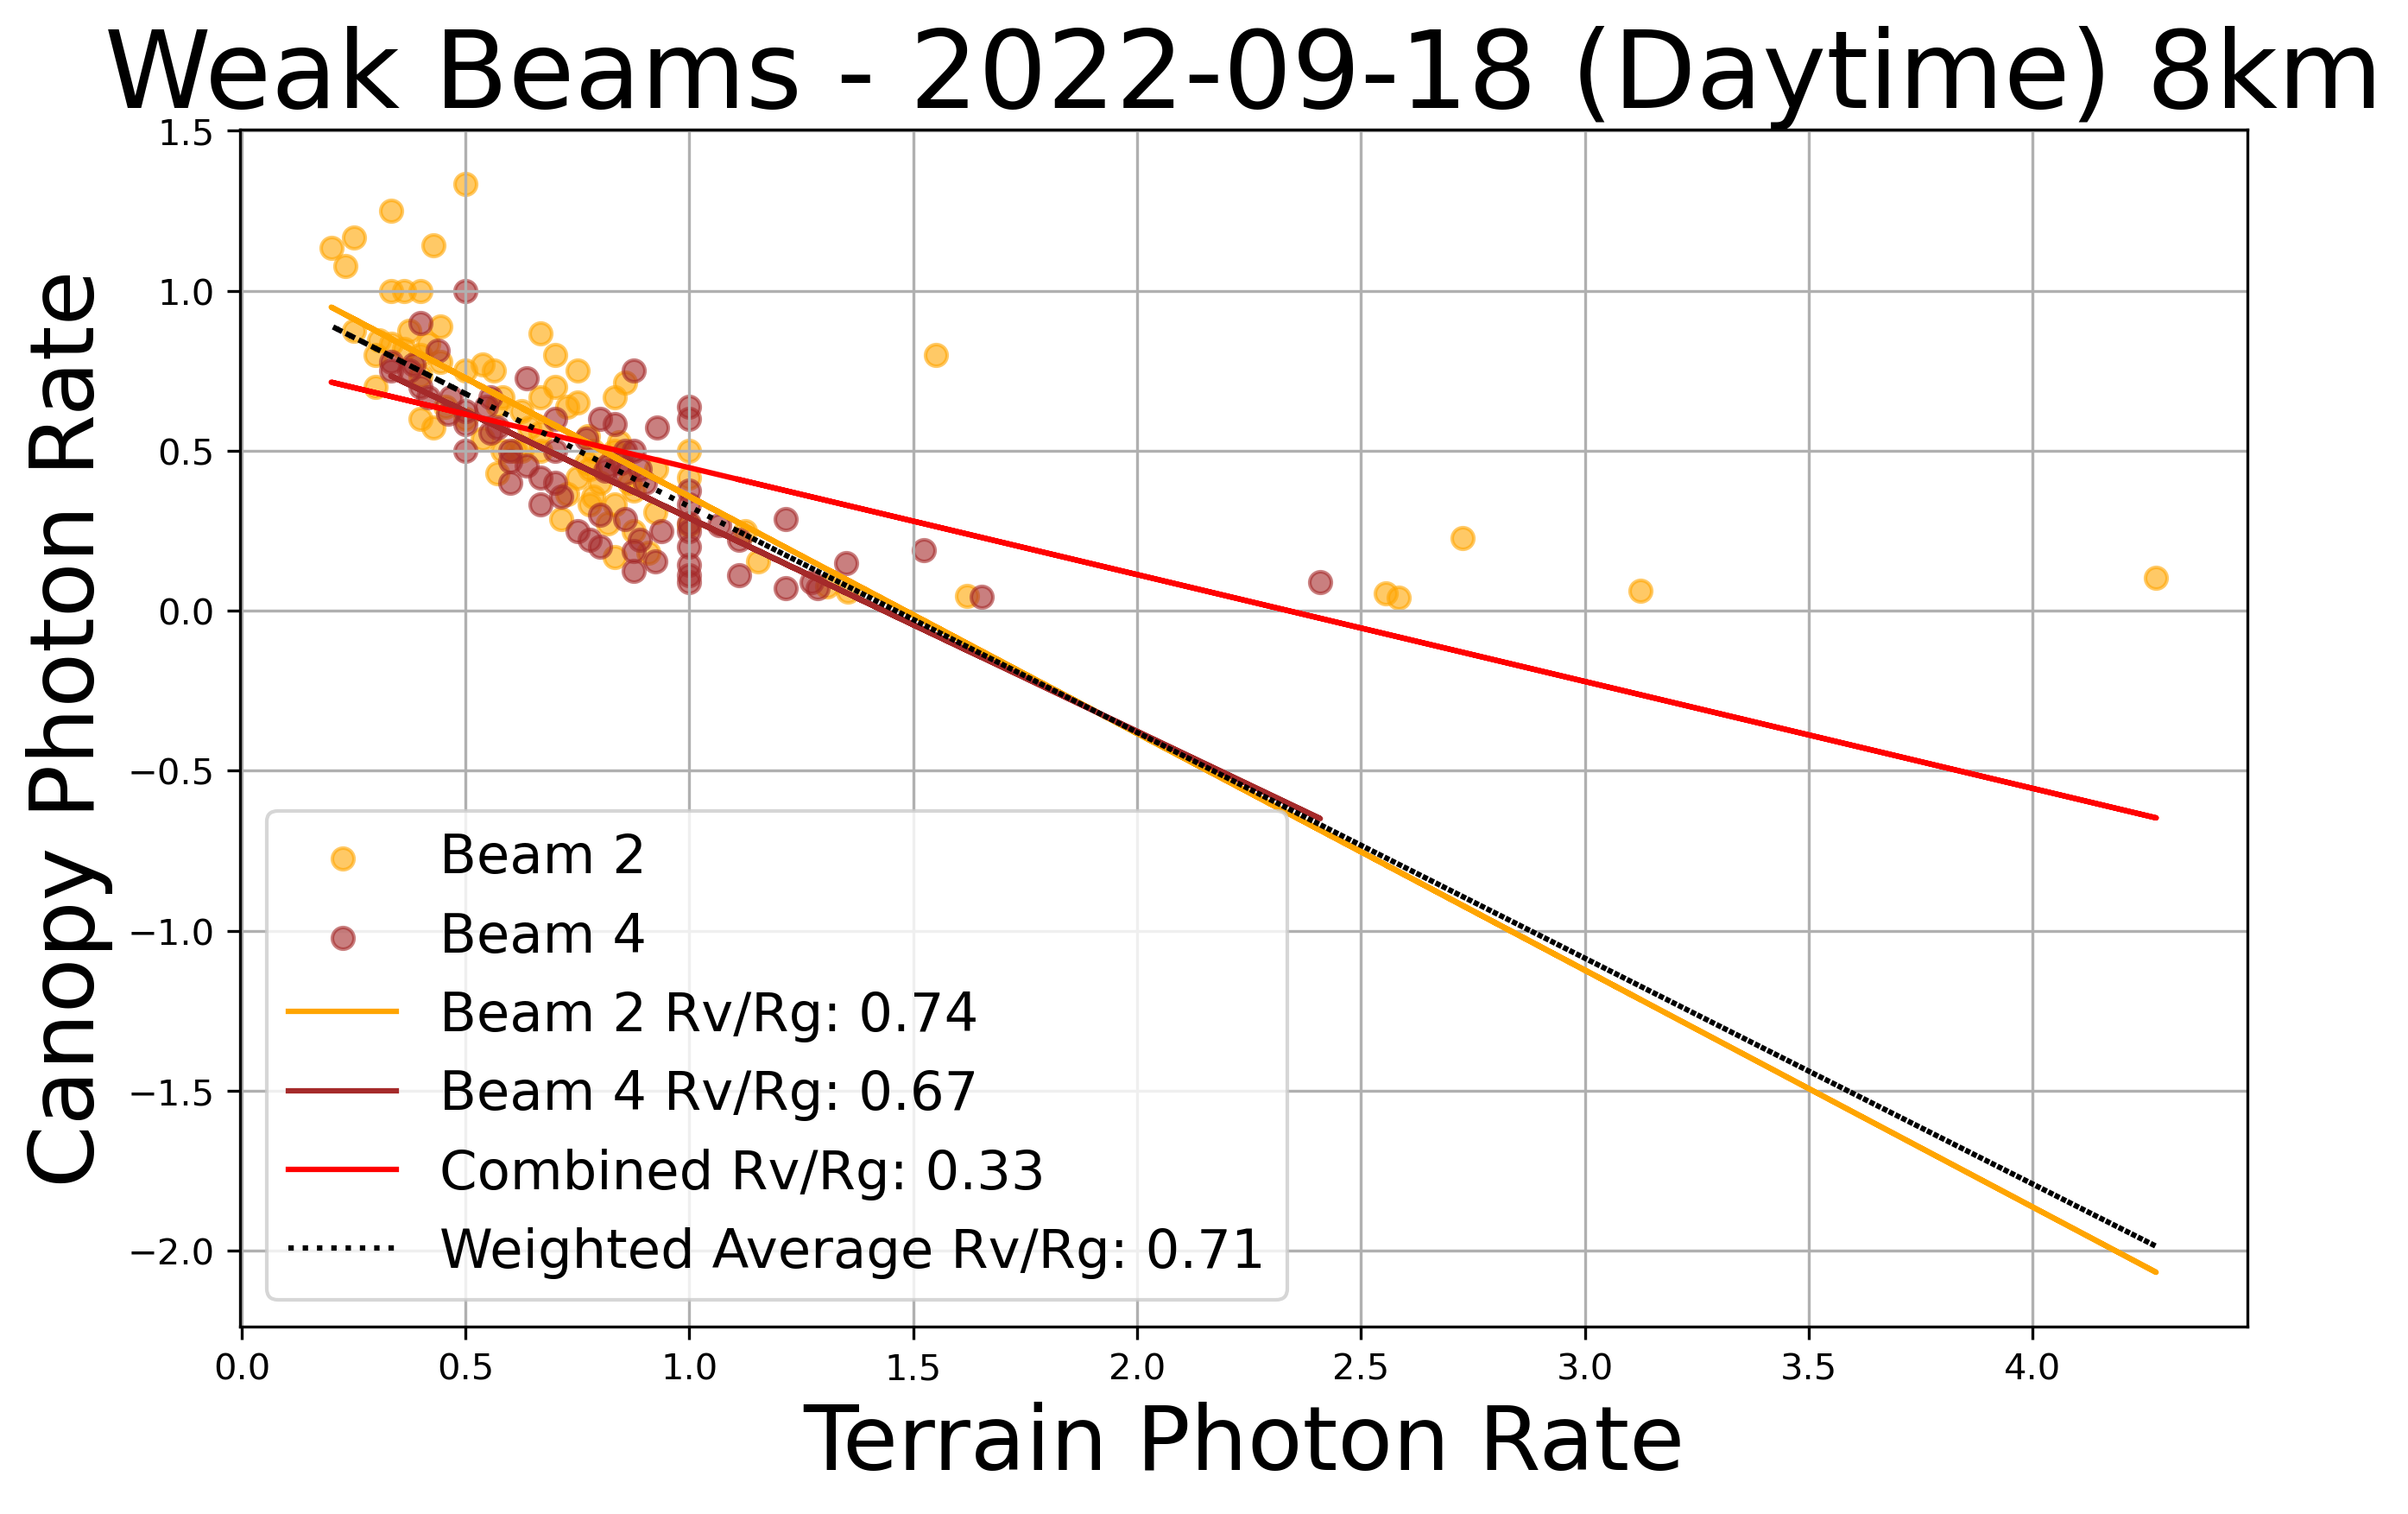 Weak Beams - 2022-09-18 (Daytime) 8km
Canopy Photon Rate
1.5
1.0
0.5
0.0
−0.5
−1.0
−1.5
−2.0
Beam 2
Beam 4
Beam 2 Rv/Rg: 0.74
Beam 4 Rv/Rg: 0.67
Combined Rv/Rg: 0.33
Weighted Average Rv/Rg: 0.71
0.0 0.5 1.0 1.5 2.0 2.5 3.0 3.5 4.0
Terrain Photon Rate